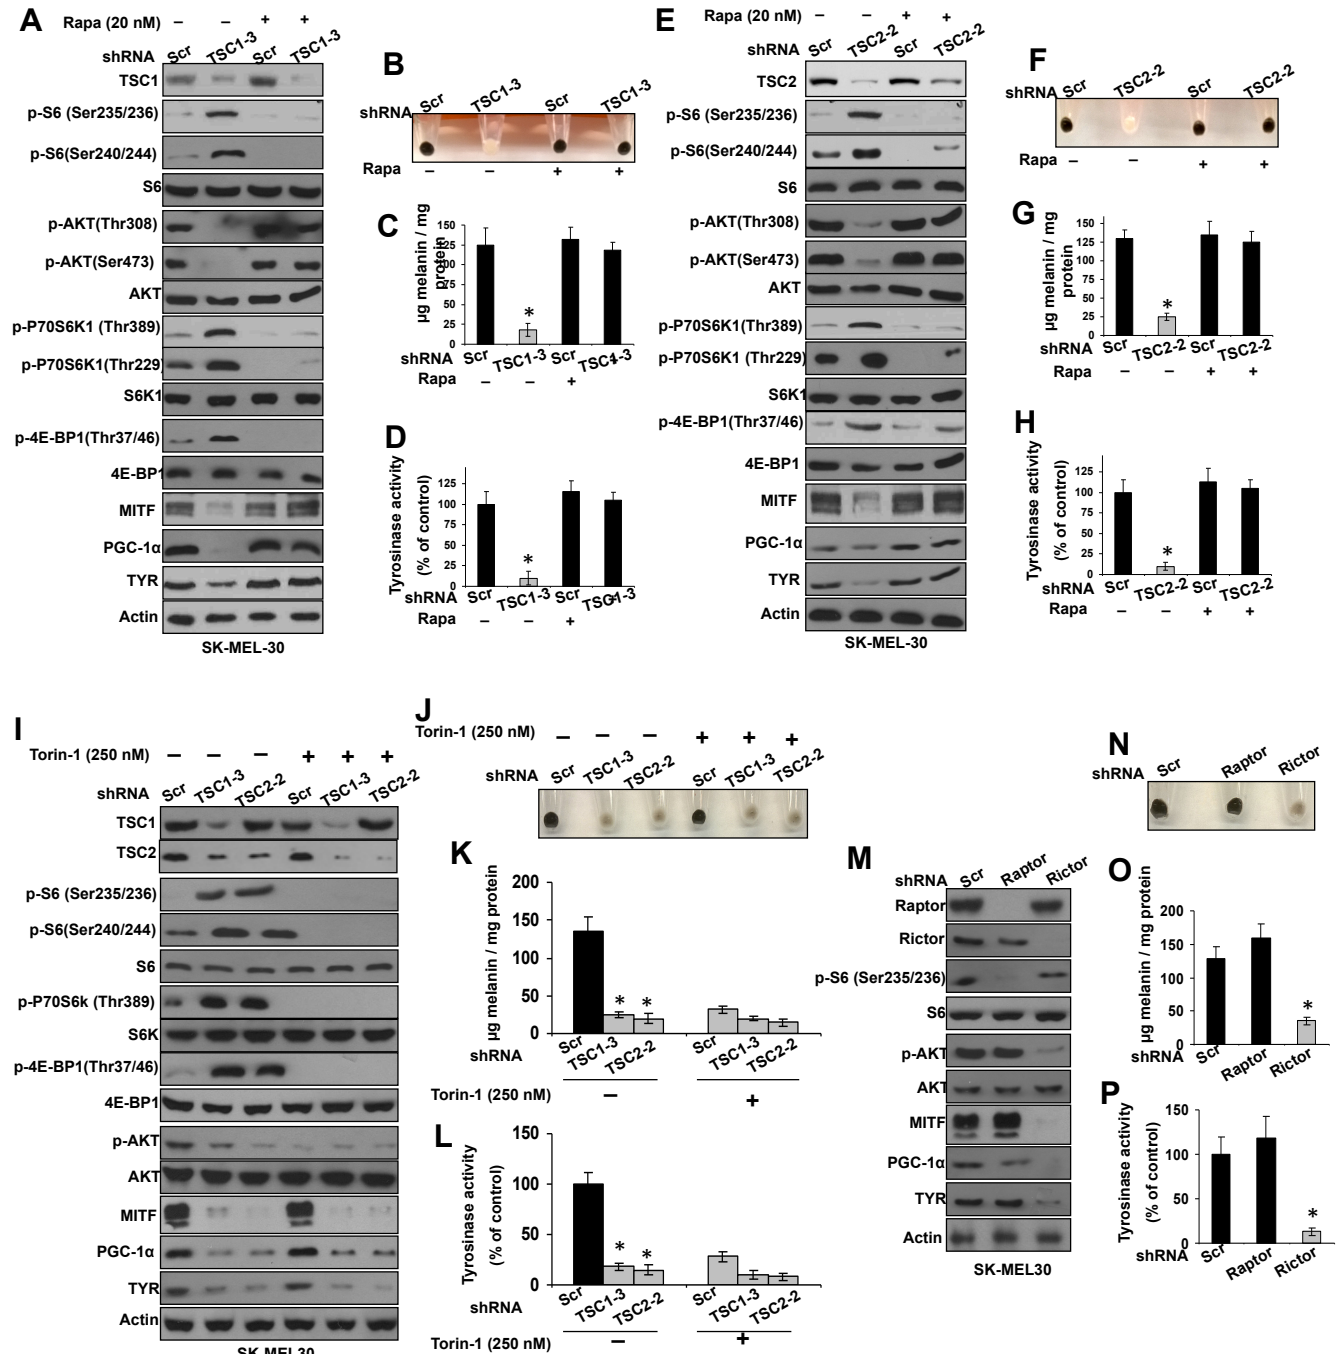 A
Rapa (20 nM) – – + +
shRNA Scr TSC1-3 Scr TSC1-3
TSC1
p-S6 (Ser235/236)
p-S6(Ser240/244)
S6
p-AKT(Thr308)
p-AKT(Ser473)
AKT
p-P70S6K1 (Thr389)
p-P70S6K1(Thr229)
S6K1
p-4E-BP1(Thr37/46)
4E-BP1
MITF
PGC-1α
TYR
Actin
SK-MEL-30
B
shRNA Scr TSC1-3 Scr TSC1-3
Rapa – – + +
C
µg melanin / mg
protein
150
125
100
75
50
25
0
*
shRNA Scr TSC1-3 Scr TSC1-3
Rapa – – + +
D
Tyrosinase activity
(% of control)
125
100
75
50
25
0
*
shRNA Scr TSC1-3 Scr TSC1-3
Rapa – – +
E
Rapa (20 nM) – – + +
shRNA Scr TSC2-2 Scr TSC2-2
TSC2
p-S6 (Ser235/236)
p-S6(Ser240/244)
S6
p-AKT(Thr308)
p-AKT(Ser473)
AKT
p-P70S6K1(Thr389)
p-P70S6K1 (Thr229)
S6K1
p-4E-BP1(Thr37/46)
4E-BP1
MITF
PGC-1α
TYR
Actin
SK-MEL-30
F
shRNA Scr TSC2-2 Scr TSC2-2
Rapa – – + +
G
µg melanin / mg
protein
150
125
100
75
50
25
0
*
shRNA Scr TSC2-2 Scr TSC2-2
Rapa – – + +
H
Tyrosinase activity
(% of control)
125
100
75
50
25
0
*
shRNA Scr TSC2-2 Scr TSC2-2
Rapa – – + +
I
Torin-1 (250 nM) – – – + + +
shRNA Scr TSC1-3 TSC2-2 Scr TSC1-3 TSC2-2
TSC1
TSC2
p-S6 (Ser235/236)
p-S6(Ser240/244)
S6
p-P70S6k (Thr389)
S6K
p-4E-BP1(Thr37/46)
4E-BP1
p-AKT
AKT
MITF
PGC-1α
TYR
Actin
SK-MEL30
J
Torin-1 (250 nM) – – – + + +
shRNA Scr TSC1-3 TSC2-2 Scr TSC1-3 TSC2-2
K
µg melanin / mg protein
200
150
100
50
0
* *
shRNA Scr TSC1-3 TSC2-2 Scr TSC1-3 TSC2-2
Torin-1 (250 nM) – +
L
Tyrosinase activity
(% of control)
150
100
50
0
* *
shRNA Scr TSC1-3 TSC2-2 Scr TSC1-3 TSC2-2
Torin-1 (250 nM) – +
M
shRNA Scr Raptor Rictor
Raptor
Rictor
p-S6 (Ser235/236)
S6
p-AKT
AKT
MITF
PGC-1α
TYR
Actin
SK-MEL30
N
shRNA Scr Raptor Rictor
O
µg melanin / mg protein
200
150
100
50
0
*
shRNA Scr Raptor Rictor
P
Tyrosinase activity
(% of control)
150
100
50
0
*
shRNA Scr Raptor Rictor